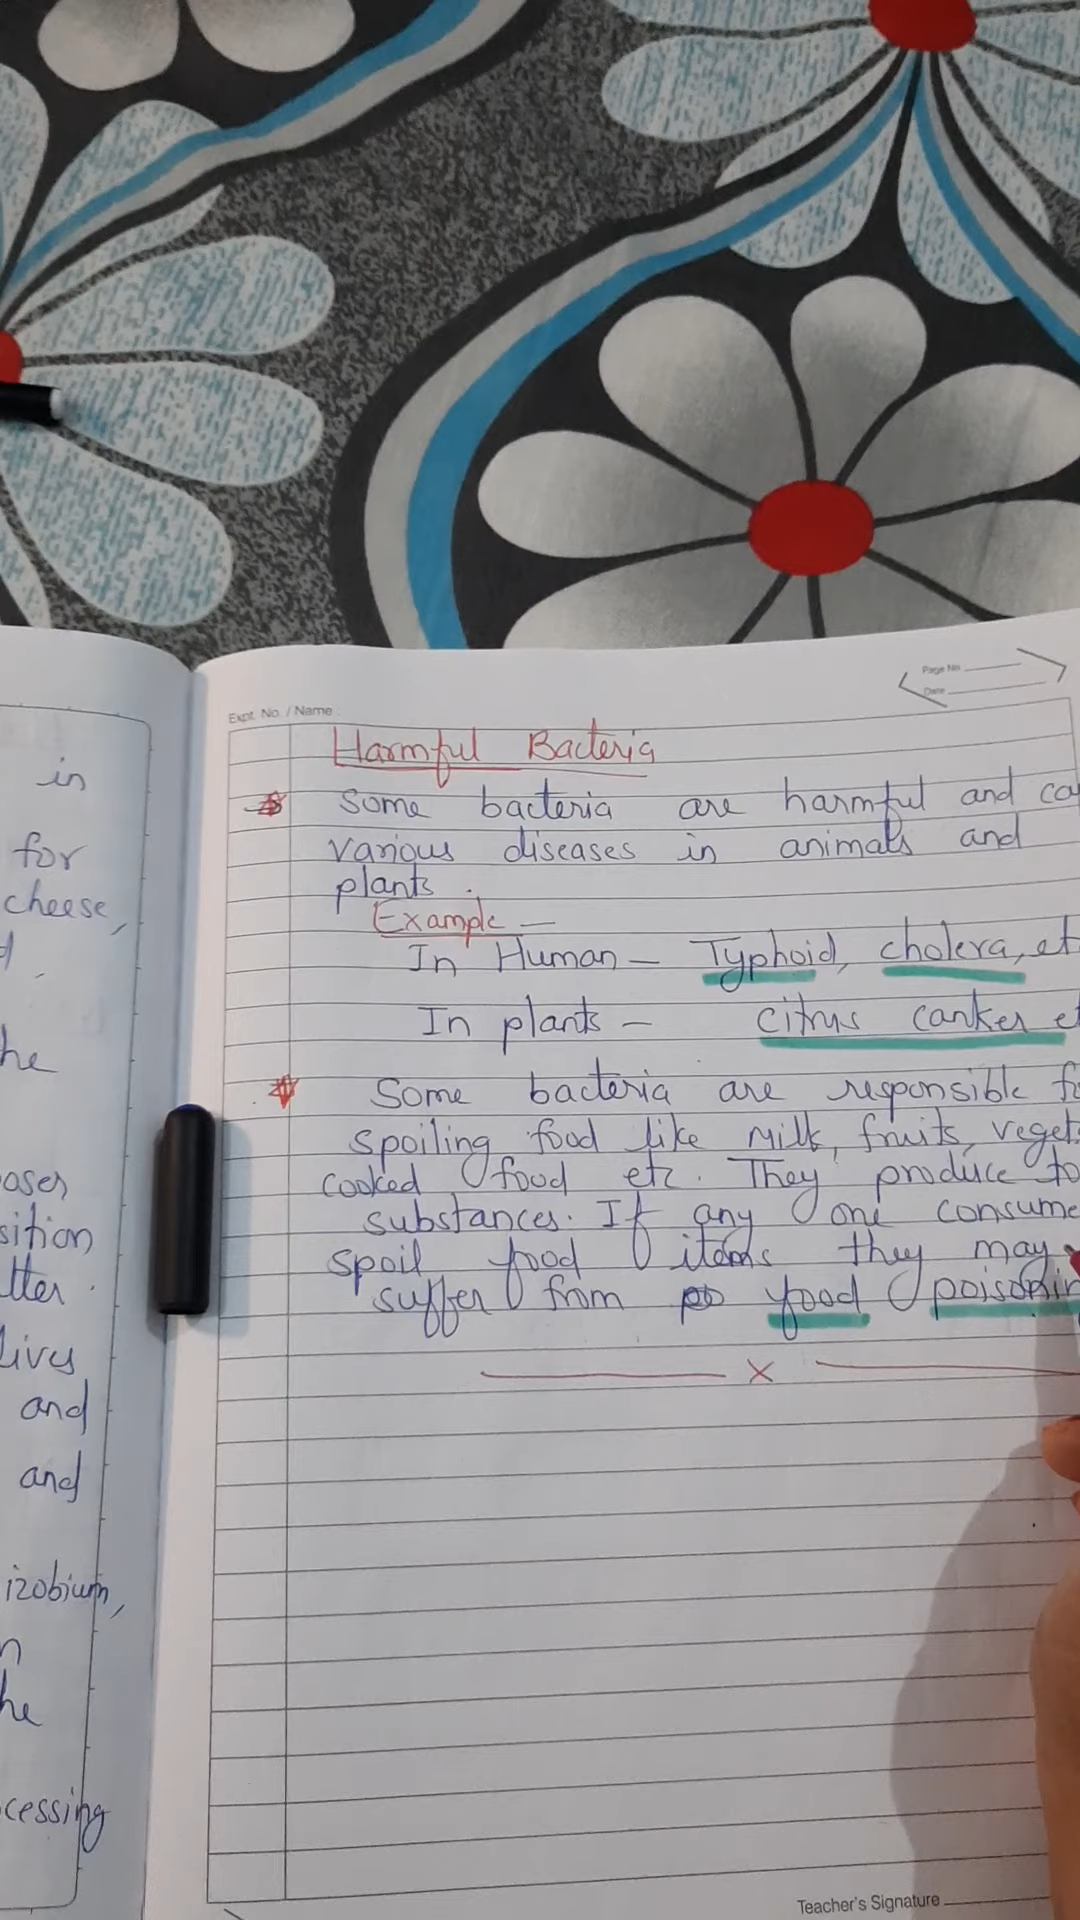 Page No
Date
Expt. No. / Name
Harmful Bacteria
Some bacteria are harmful and ca
various diseases in animals and
plants.
Example —
In Human — Typhoid, cholera, et
In plants — citrus canker et
Some bacteria are responsible f
spoiling food like milk, fruits, veget
cooked food etc. They produce to
substances. If any one consume
spoil food items they may
suffer from po food poisonin
x
in
for
cheese,
he
oser
sition
tter.
lives
and
and
izobium,
n
he
cessing
Teacher's Signature